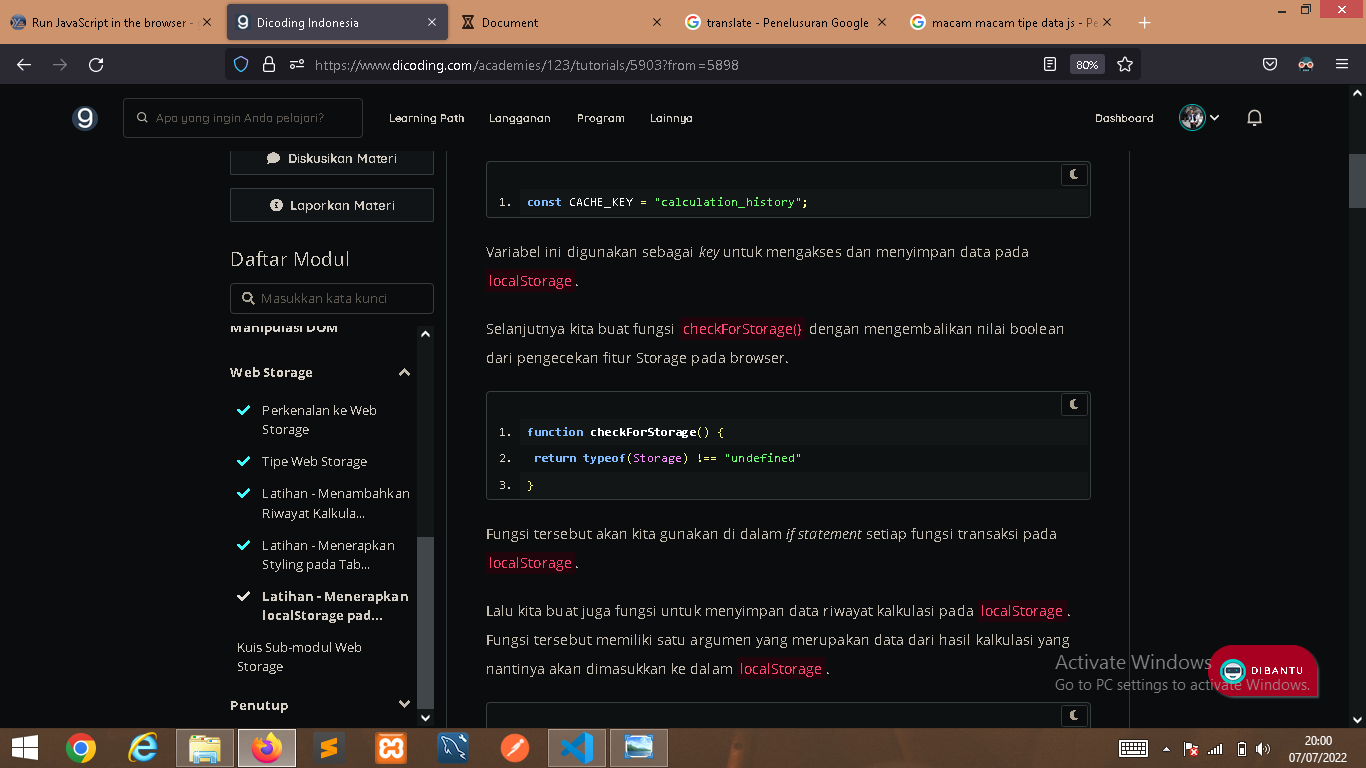 Run JavaScript in the browser -
Dicoding Indonesia
Document
translate - Penelusuran Google
macam macam tipe data js - Pe
https://www.dicoding.com/academies/123/tutorials/5903?from=5898
80%
Apa yang ingin Anda pelajari?
Learning Path
Langganan
Program
Lainnya
Dashboard
Diskusikan Materi
Laporkan Materi
Daftar Modul
Masukkan kata kunci
Manipulasi DOM
Web Storage
Perkenalan ke Web
Storage
Tipe Web Storage
Latihan - Menambahkan
Riwayat Kalkula...
Latihan - Menerapkan
Styling pada Tab...
Latihan - Menerapkan
localStorage pad...
Kuis Sub-modul Web
Storage
Penutup
1. const CACHE_KEY = "calculation_history";
Variabel ini digunakan sebagai key untuk mengakses dan menyimpan data pada
localStorage.
Selanjutnya kita buat fungsi checkForStorage() dengan mengembalikan nilai boolean
dari pengecekan fitur Storage pada browser.
1. function checkForStorage() {
2. return typeof(Storage) !== "undefined"
3. }
Fungsi tersebut akan kita gunakan di dalam if statement setiap fungsi transaksi pada
localStorage.
Lalu kita buat juga fungsi untuk menyimpan data riwayat kalkulasi pada localStorage.
Fungsi tersebut memiliki satu argumen yang merupakan data dari hasil kalkulasi yang
nantinya akan dimasukkan ke dalam localStorage.
Activate Windows
Go to PC settings to activate Windows.
DIBANTU
20:00
07/07/2022